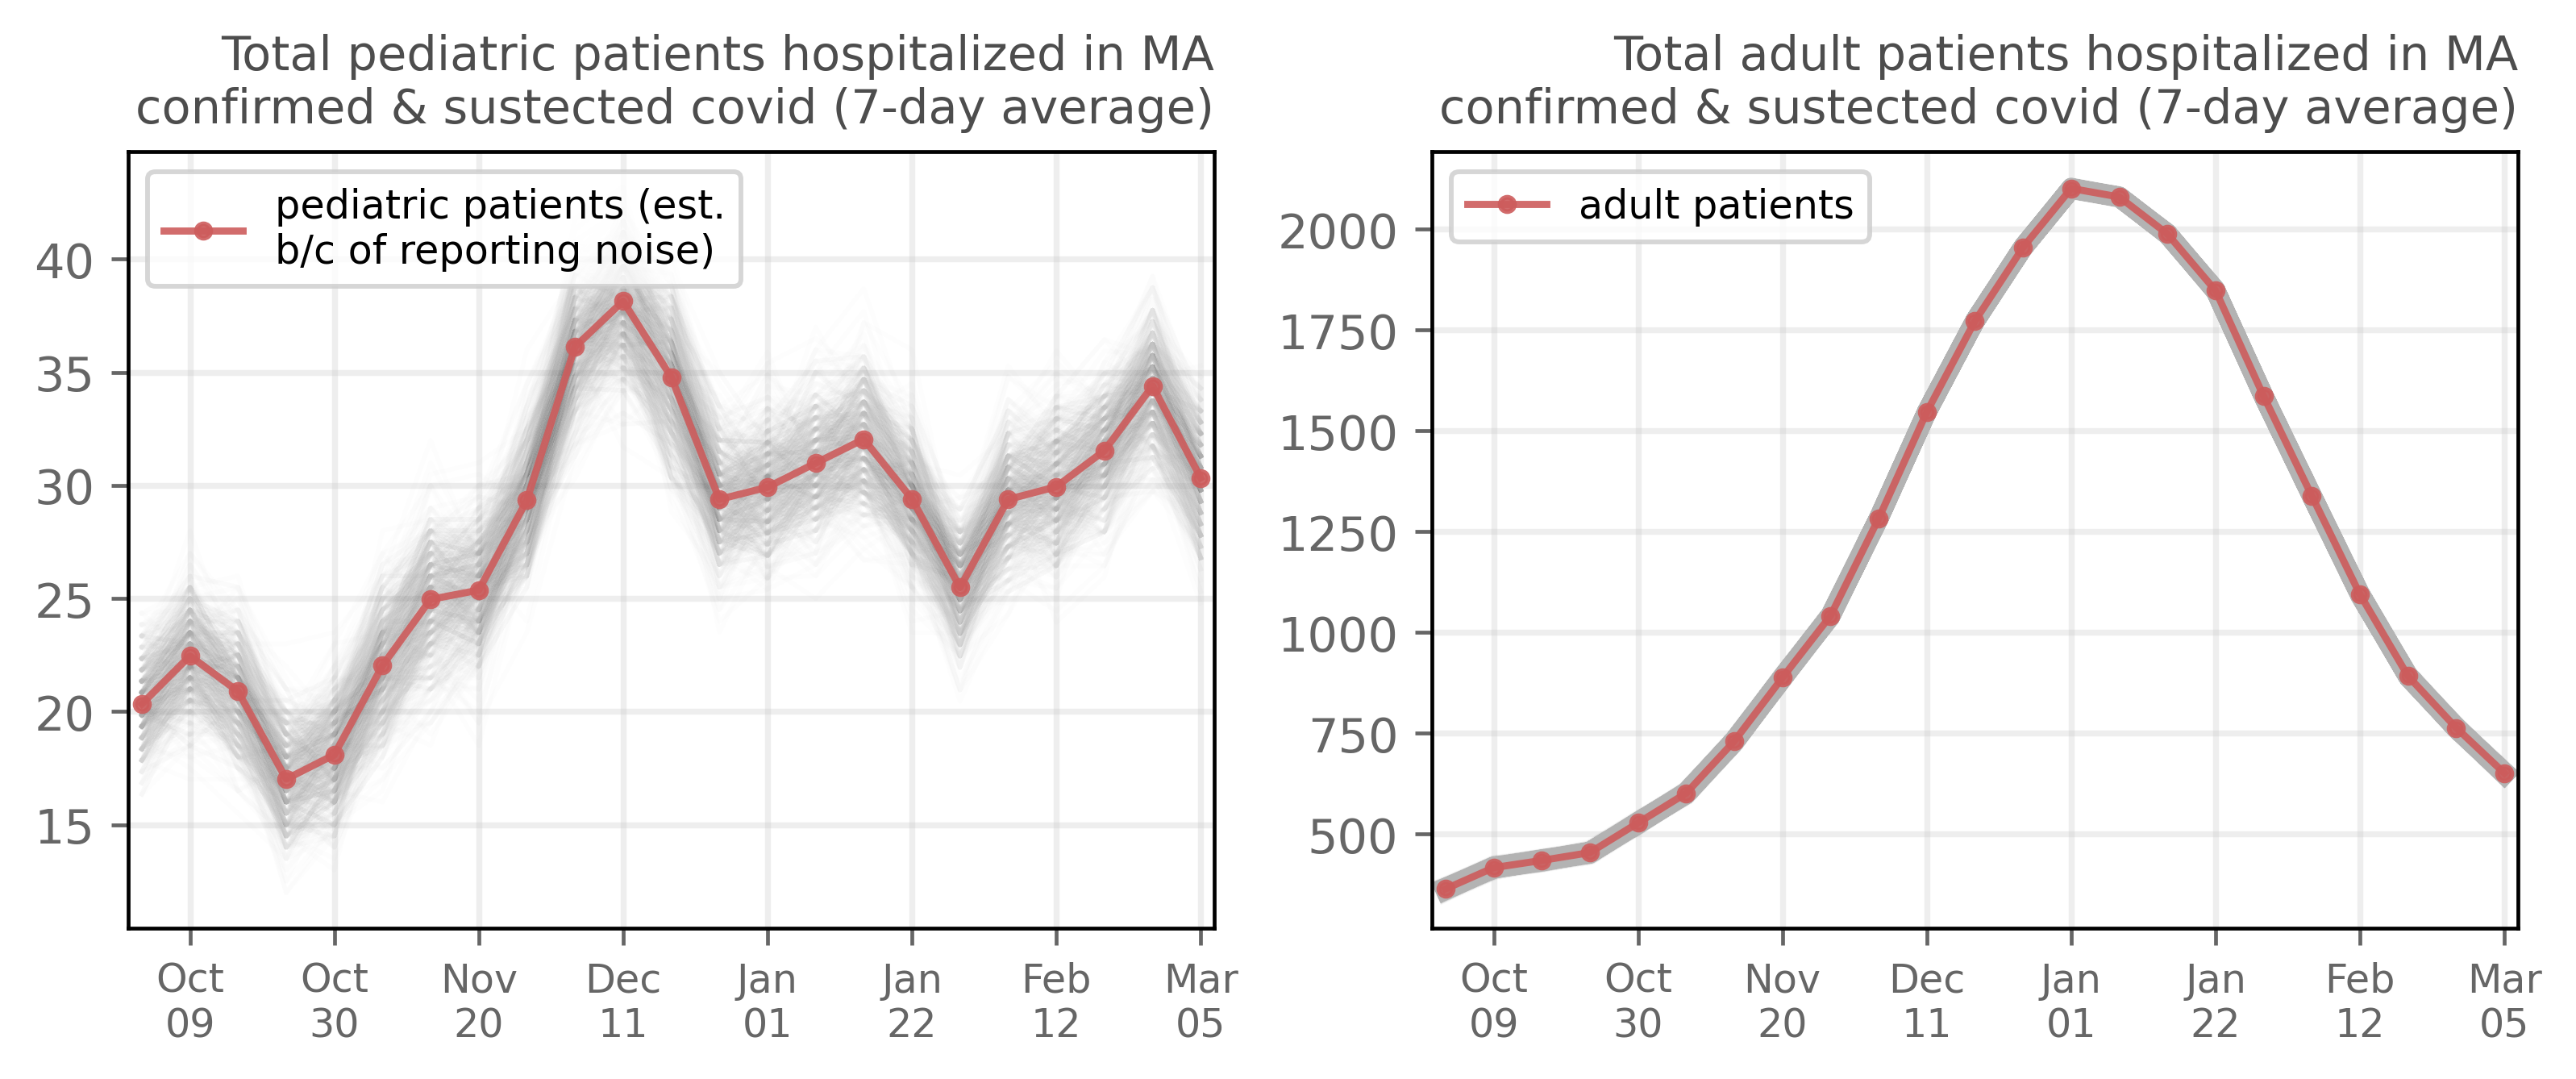 Total pediatric patients hospitalized in MA
confirmed & sustected covid (7-day average)
pediatric patients (est.
b/c of reporting noise)
40
35
30
25
20
15
Oct
09
Oct
30
Nov
20
Dec
11
Jan
01
Jan
22
Feb
12
Mar
05
Total adult patients hospitalized in MA
confirmed & sustected covid (7-day average)
adult patients
2000
1750
1500
1250
1000
750
500
Oct
09
Oct
30
Nov
20
Dec
11
Jan
01
Jan
22
Feb
12
Mar
05